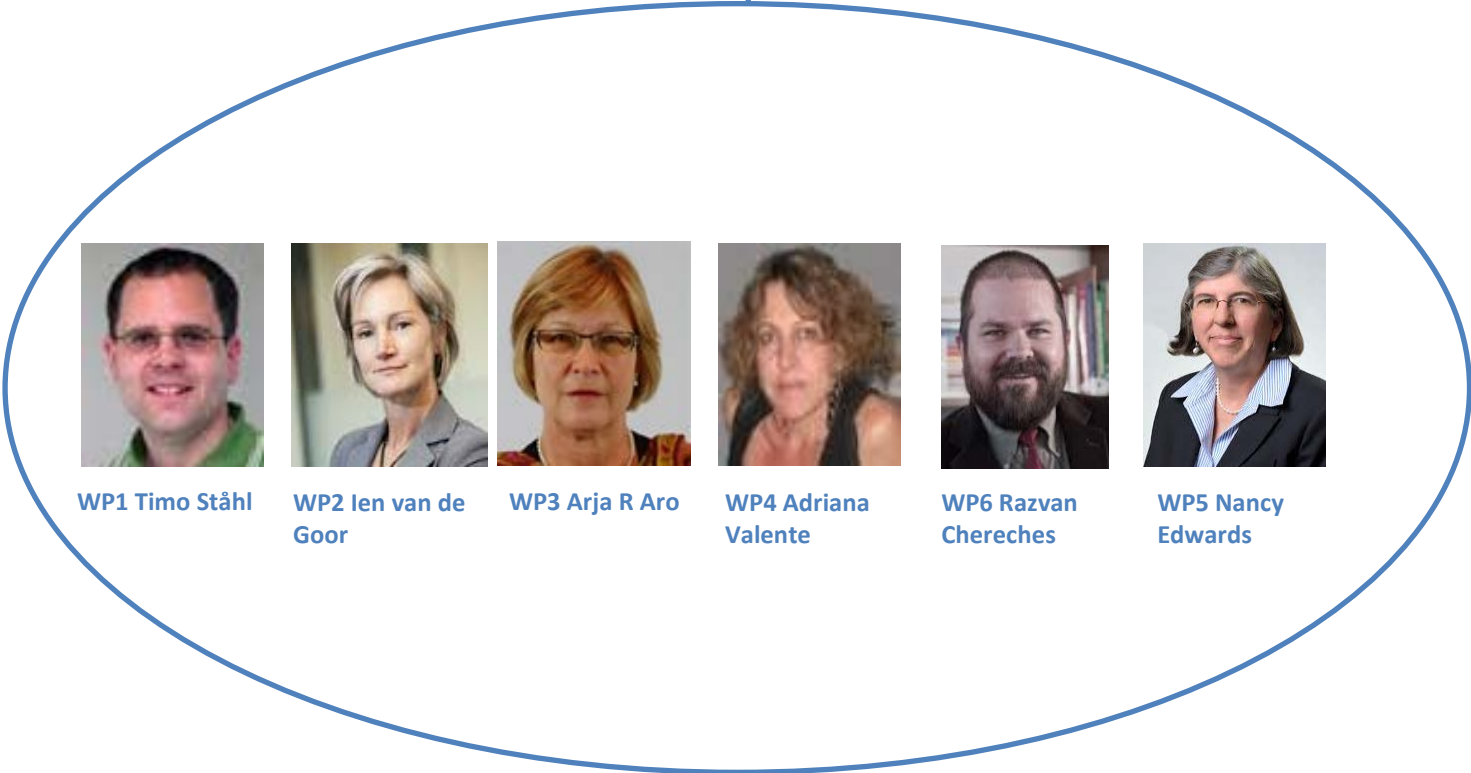 WP1 Timo Ståhl
WP2 Ien van de
Goor
WP3 Arja R Aro
WP4 Adriana
Valente
WP6 Razvan
Chereches
WP5 Nancy
Edwards